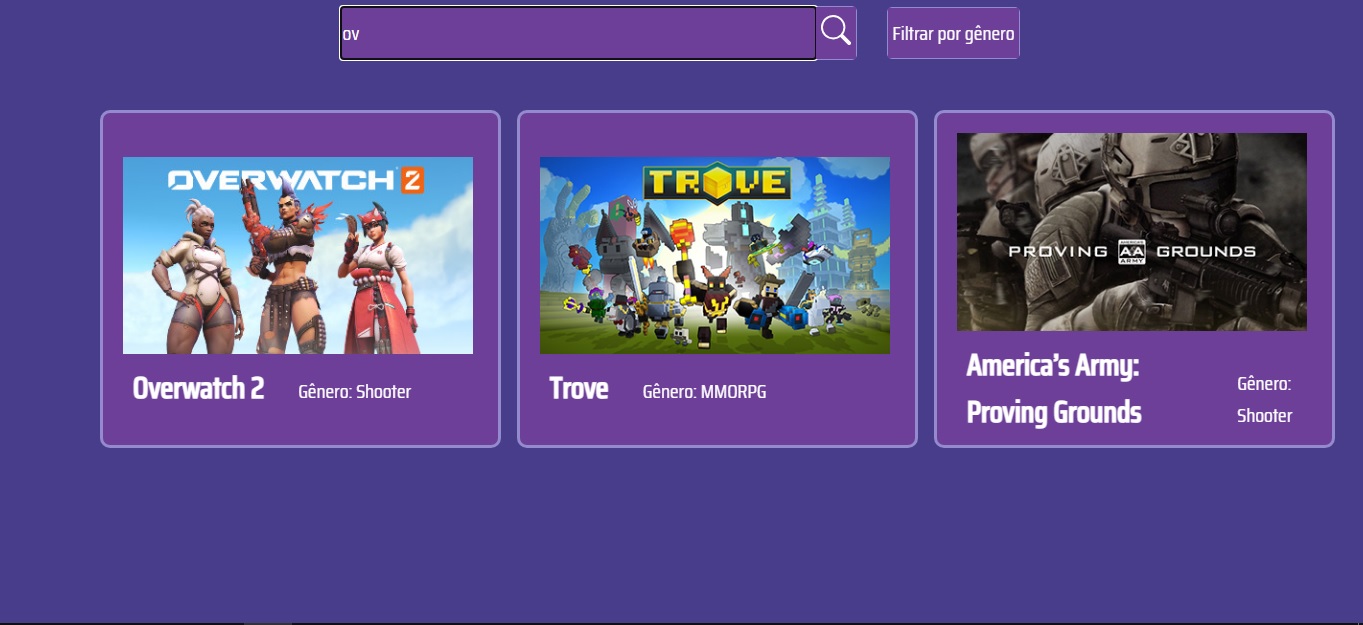 ov
Filtrar por gênero
OVERWATCH 2
TROVE
PROVING AMERICA'S AA ARMY GROUNDS
Overwatch 2
Gênero: Shooter
Trove
Gênero: MMORPG
America’s Army:
Proving Grounds
Gênero:
Shooter